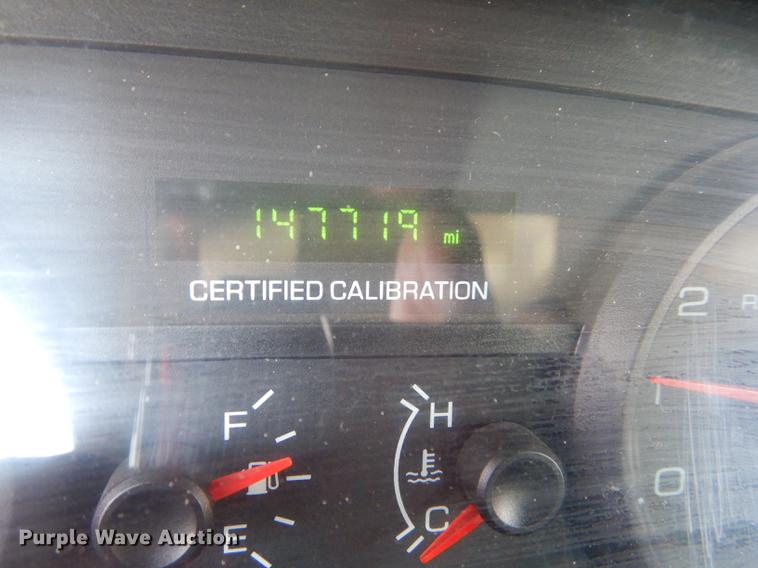 147719 mi
CERTIFIED CALIBRATION
2
F
H
1
C
0
E
Purple Wave Auction